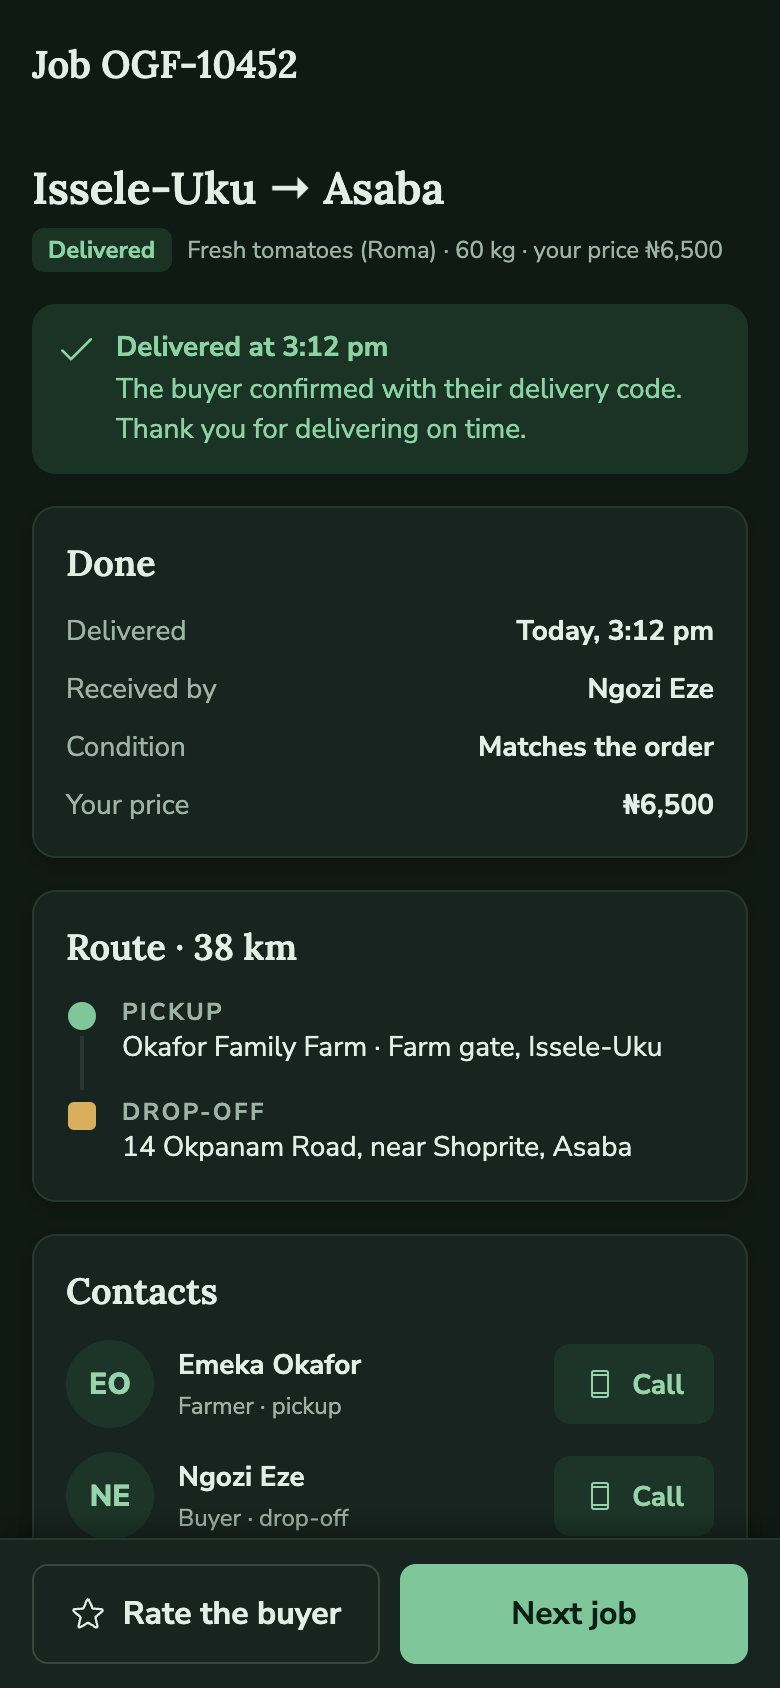 Job OGF-10452
Issele-Uku → Asaba
Delivered Fresh tomatoes (Roma) · 60 kg · your price ₦6,500
Delivered at 3:12 pm
The buyer confirmed with their delivery code.
Thank you for delivering on time.
Done
Delivered Today, 3:12 pm
Received by Ngozi Eze
Condition Matches the order
Your price ₦6,500
Route · 38 km
PICKUP
Okafor Family Farm · Farm gate, Issele-Uku
DROP-OFF
14 Okpanam Road, near Shoprite, Asaba
Contacts
EO Emeka Okafor Call
Farmer · pickup
NE Ngozi Eze Call
Buyer · drop-off
Rate the buyer Next job